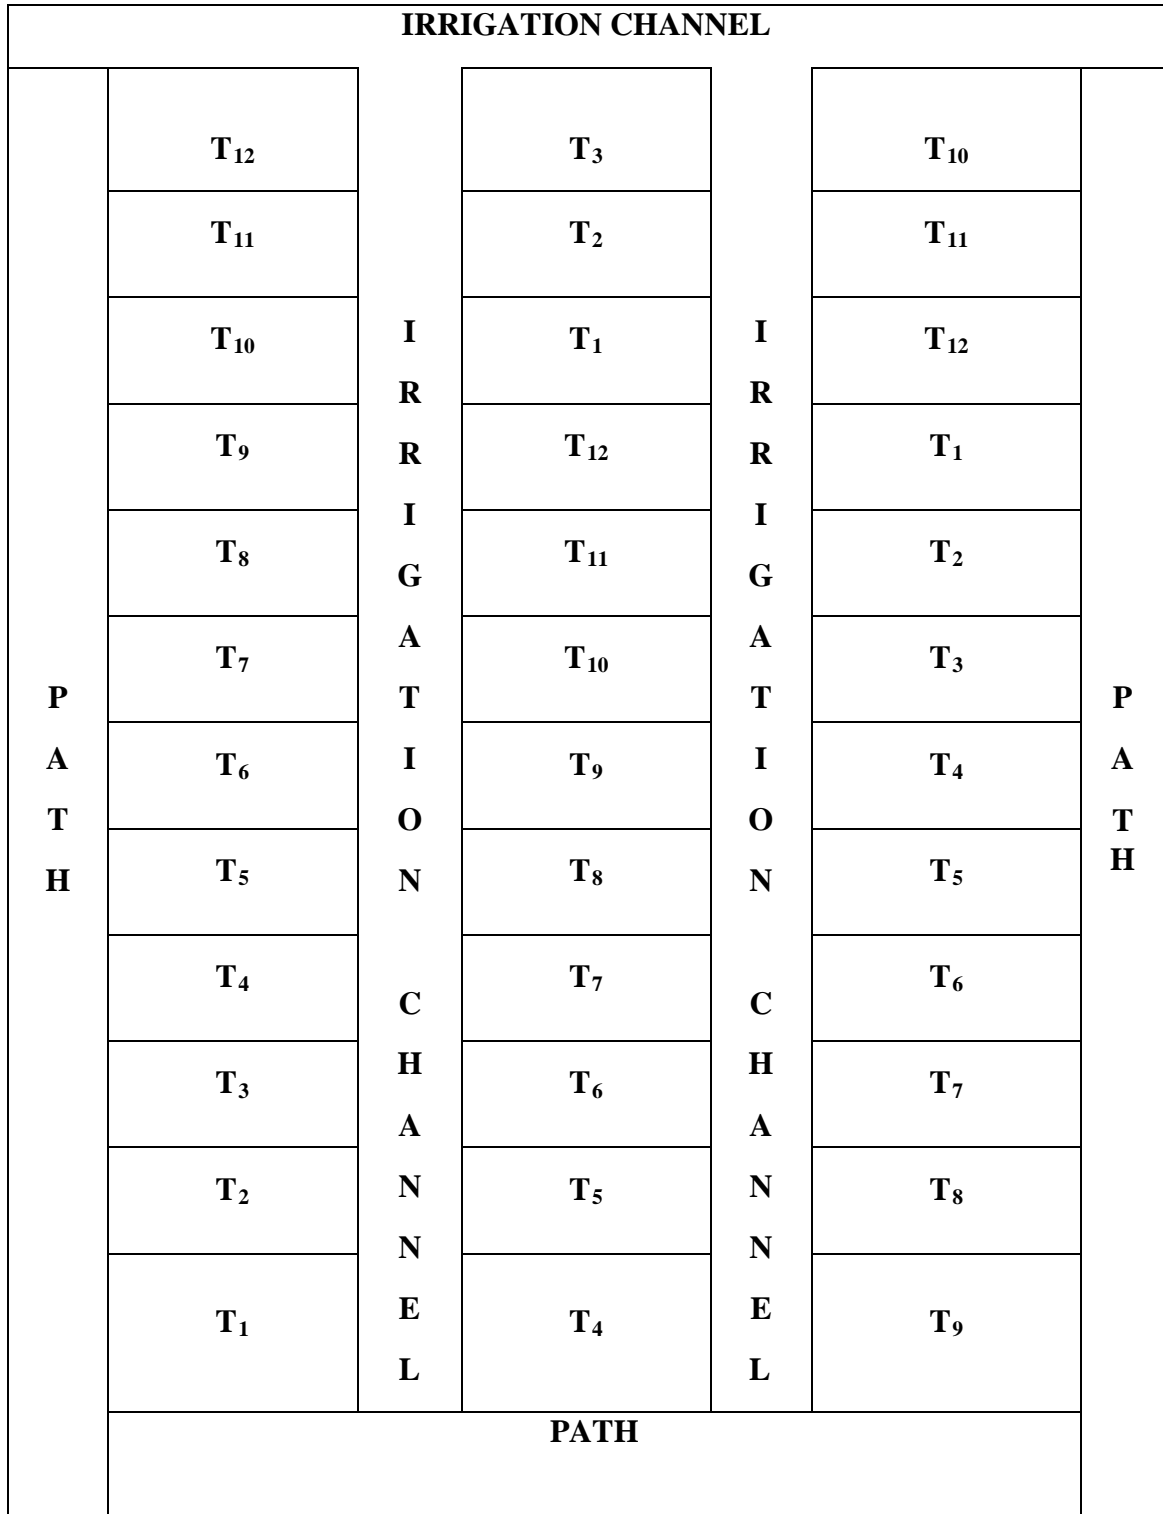 IRRIGATION CHANNEL
T12 T3 T10
T11 T2 T11
T10 T1 T12
T9 T12 T1
T8 T11 T2
T7 T10 T3
T6 T9 T4
T5 T8 T5
T4 T7 T6
T3 T6 T7
T2 T5 T8
T1 T4 T9
PATH
IRRIGATION CHANNEL
IRRIGATION CHANNEL
PATH
PATH